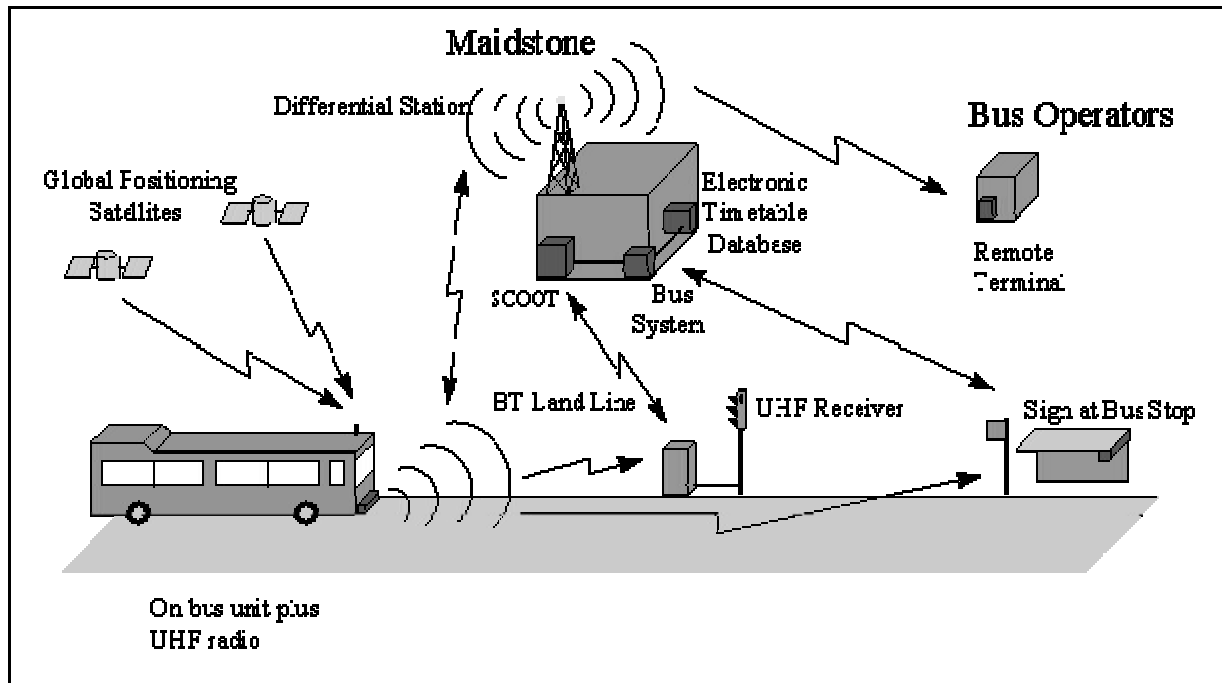 Maidstone
Differential Station
Bus Operators
Global Positioning
Satellites
Electronic
Timetable
Database
Remote
Terminal
SCOOT
Bus
System
BT Land Line
UHF Receiver
Sign at Bus Stop
On bus unit plus
UHF radio